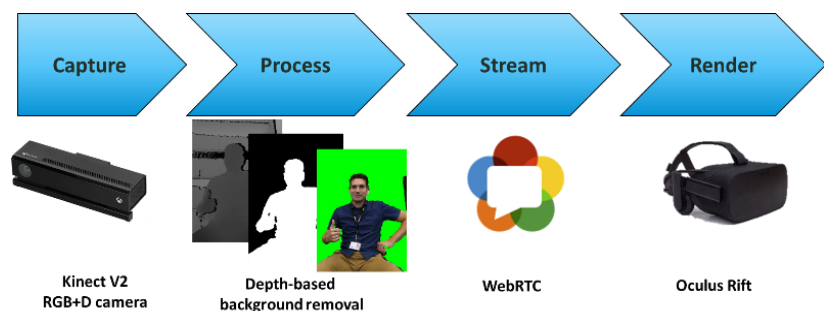 Capture
Process
Stream
Render
Kinect V2
RGB+D camera
Depth-based
background removal
WebRTC
Oculus Rift